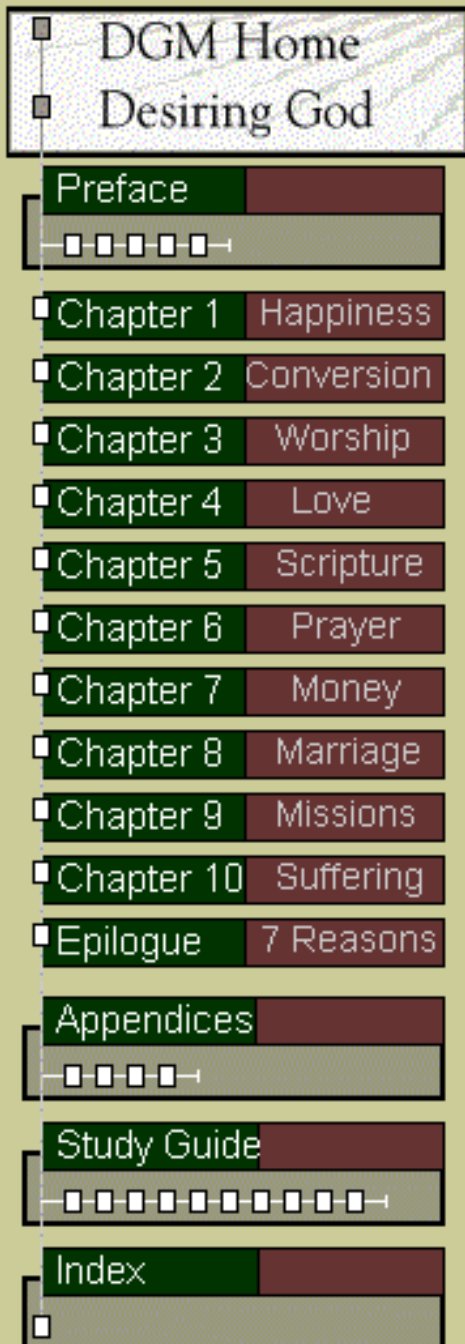 DGM Home
Desiring God
Preface
Chapter 1 Happiness
Chapter 2 Conversion
Chapter 3 Worship
Chapter 4 Love
Chapter 5 Scripture
Chapter 6 Prayer
Chapter 7 Money
Chapter 8 Marriage
Chapter 9 Missions
Chapter 10 Suffering
Epilogue 7 Reasons
Appendices
Study Guide
Index